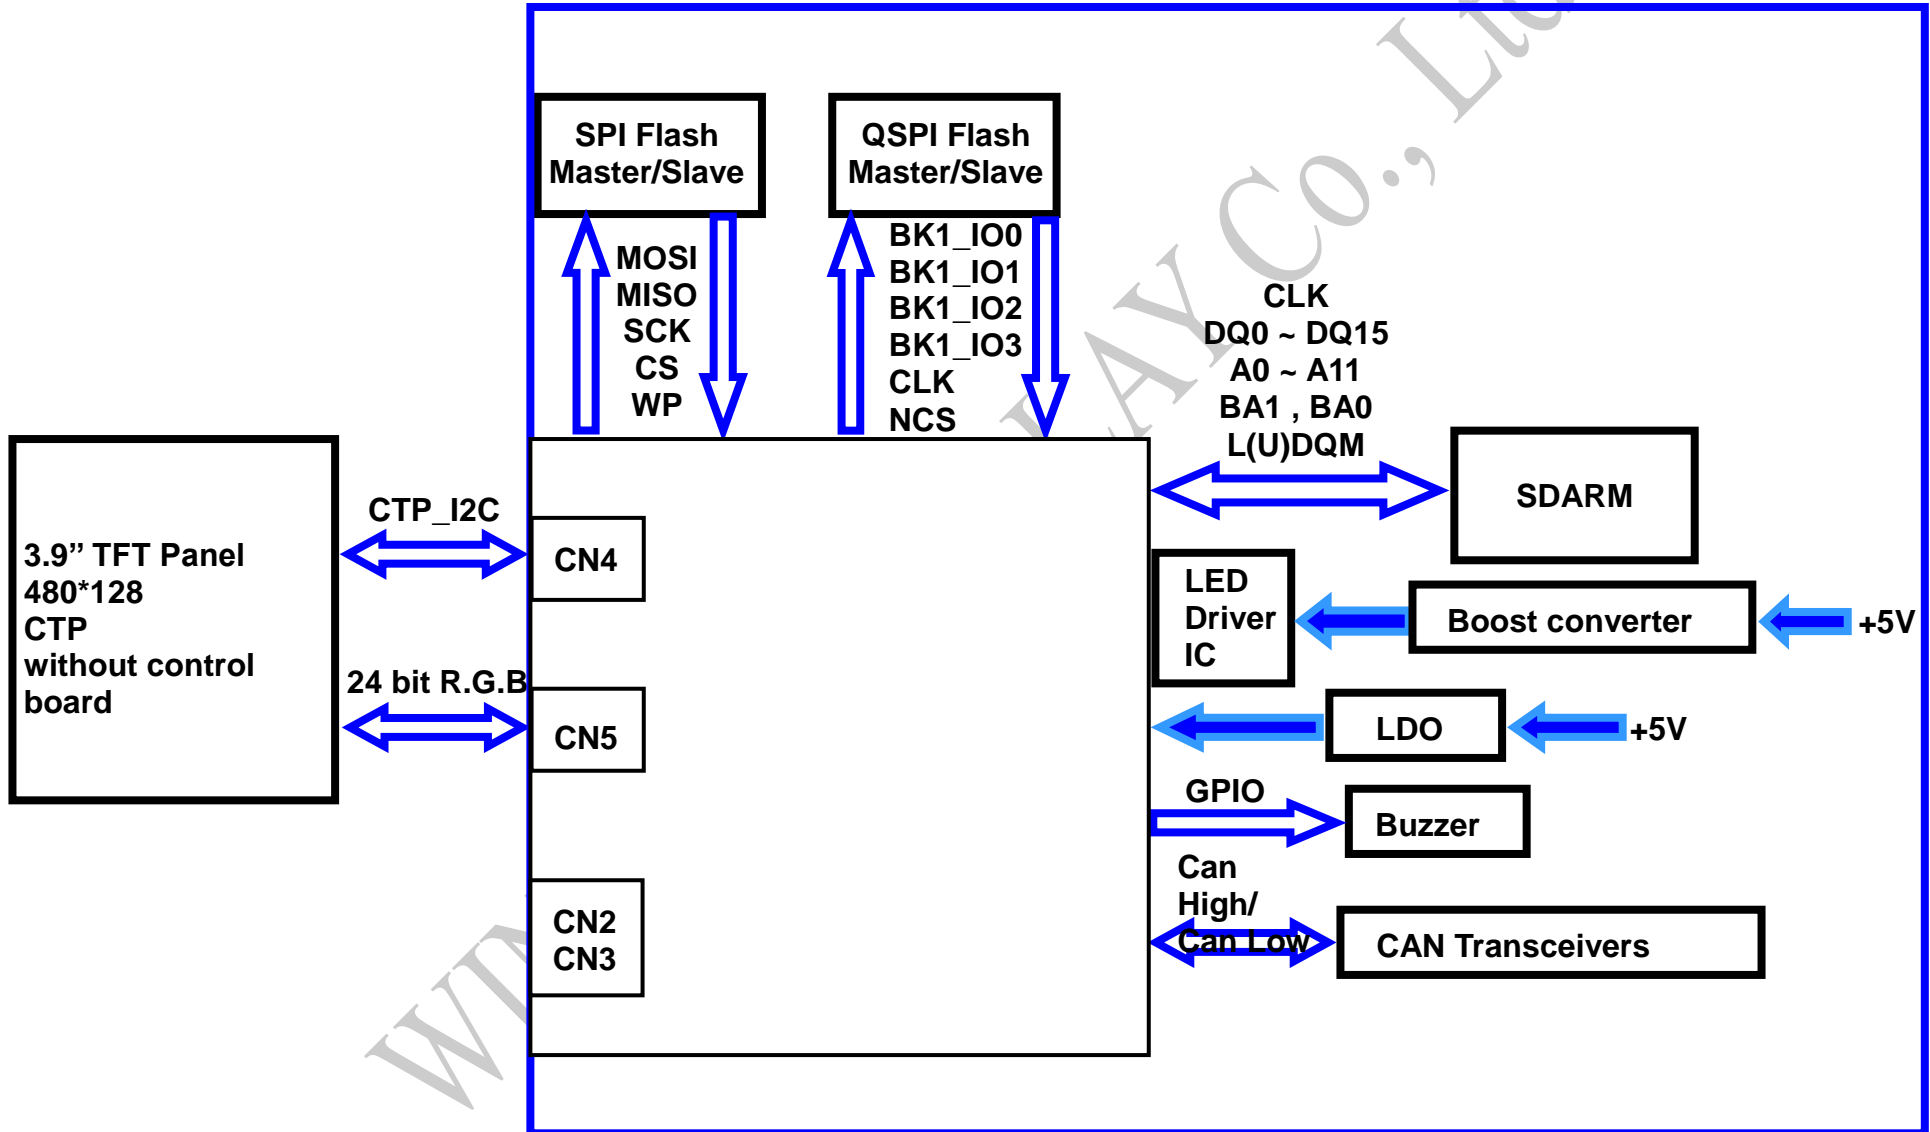 SPI Flash
Master/Slave
QSPI Flash
Master/Slave
MOSI
MISO
SCK
CS
WP
BK1_IO0
BK1_IO1
BK1_IO2
BK1_IO3
CLK
NCS
CLK
DQ0 ~ DQ15
A0 ~ A11
BA1 , BA0
L(U)DQM
SDARM
3.9’’ TFT Panel
480*128
CTP
without control
board
CTP_I2C
CN4
24 bit R.G.B
CN5
CN2
CN3
LED
Driver
IC
Boost converter
+5V
LDO
+5V
GPIO
Buzzer
Can
High/
Can Low
CAN Transceivers
AY Co., Ltd